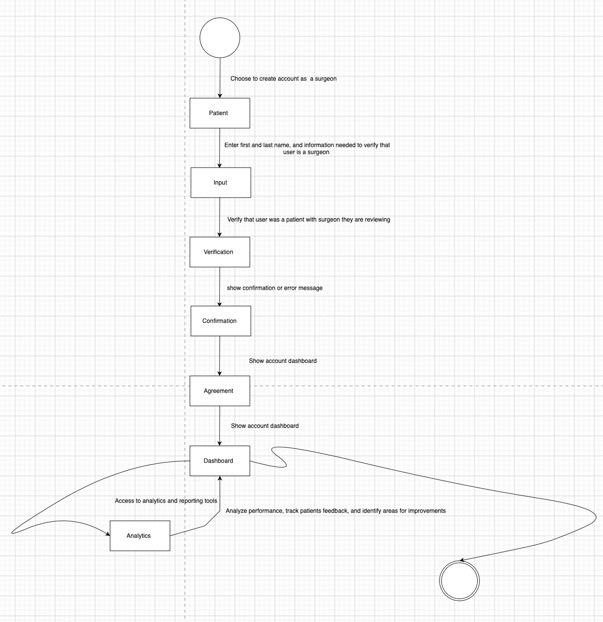 Choose to create account as a surgeon
Patient
Enter first and last name, and information needed to verify that
user is a surgeon
Input
Verify that user was a patient with surgeon they are reviewing
Verification
show confirmation or error message
Confirmation
Show account dashboard
Agreement
Show account dashboard
Dashboard
Access to analytics and reporting tools
Analyze performance, track patients feedback, and identify areas for improvements
Analytics